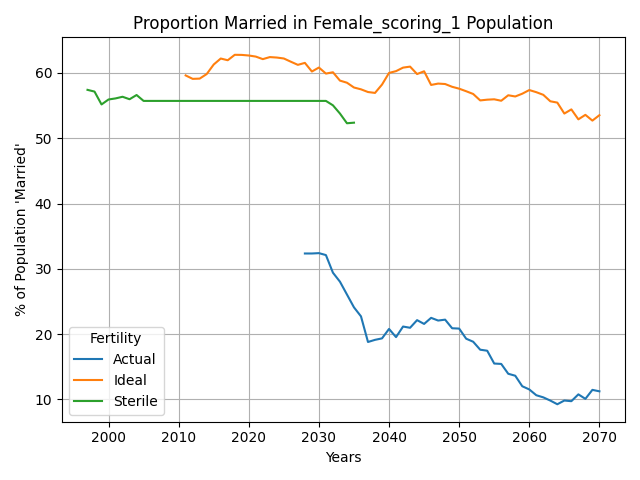 Proportion Married in Female_scoring_1 Population
% of Population 'Married'
60
50
40
30
20
10
Fertility
Actual
Ideal
Sterile
2000 2010 2020 2030 2040 2050 2060 2070
Years